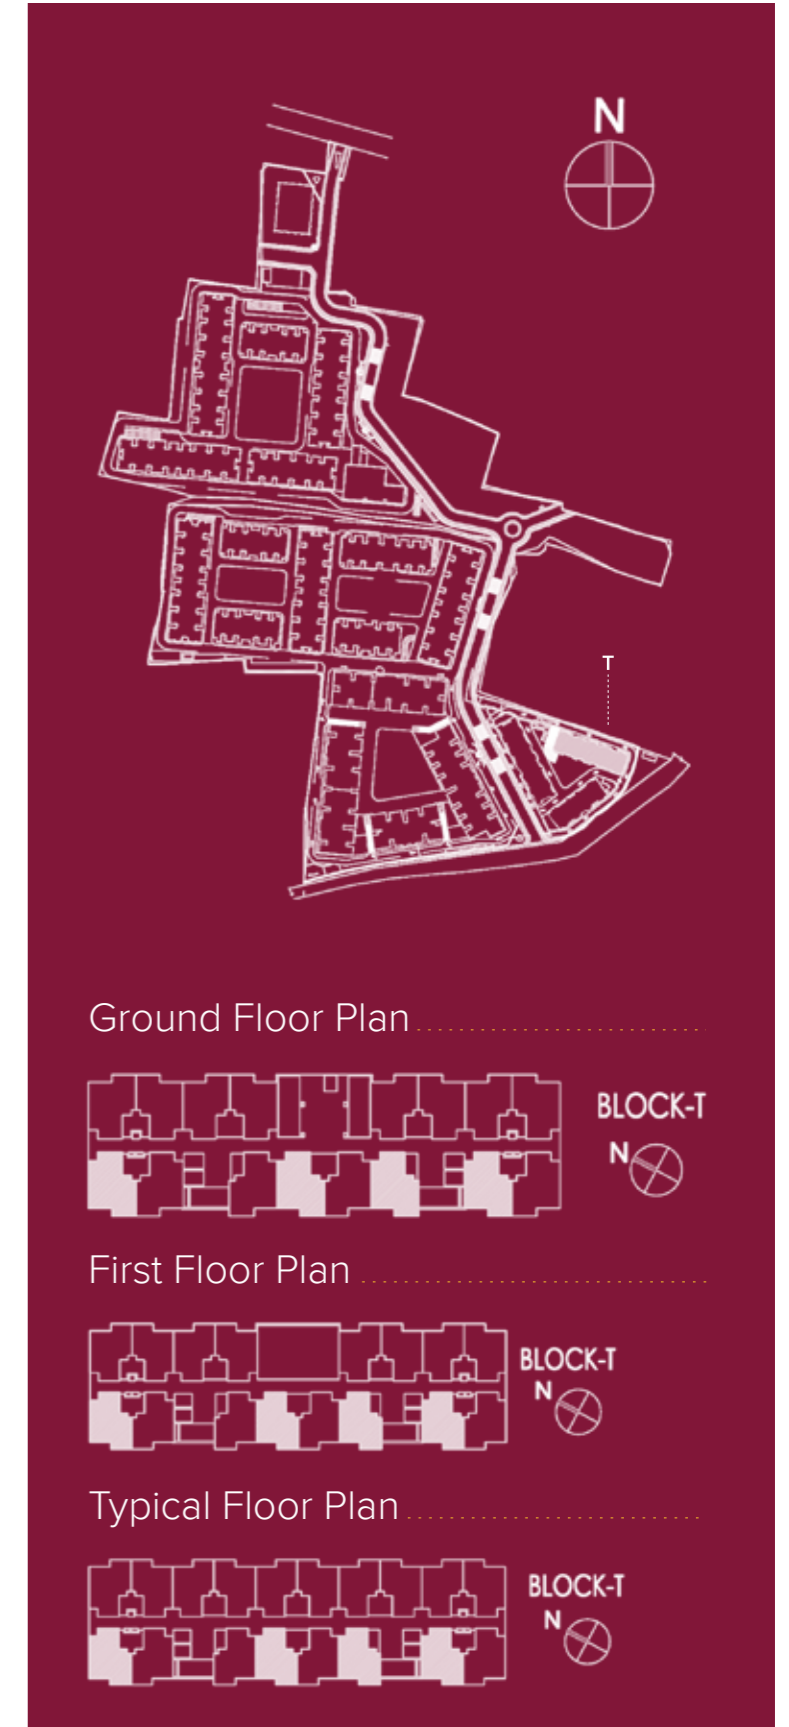 N
T
Ground Floor Plan
BLOCK-T
N
First Floor Plan
BLOCK-T
N
Typical Floor Plan
BLOCK-T
N